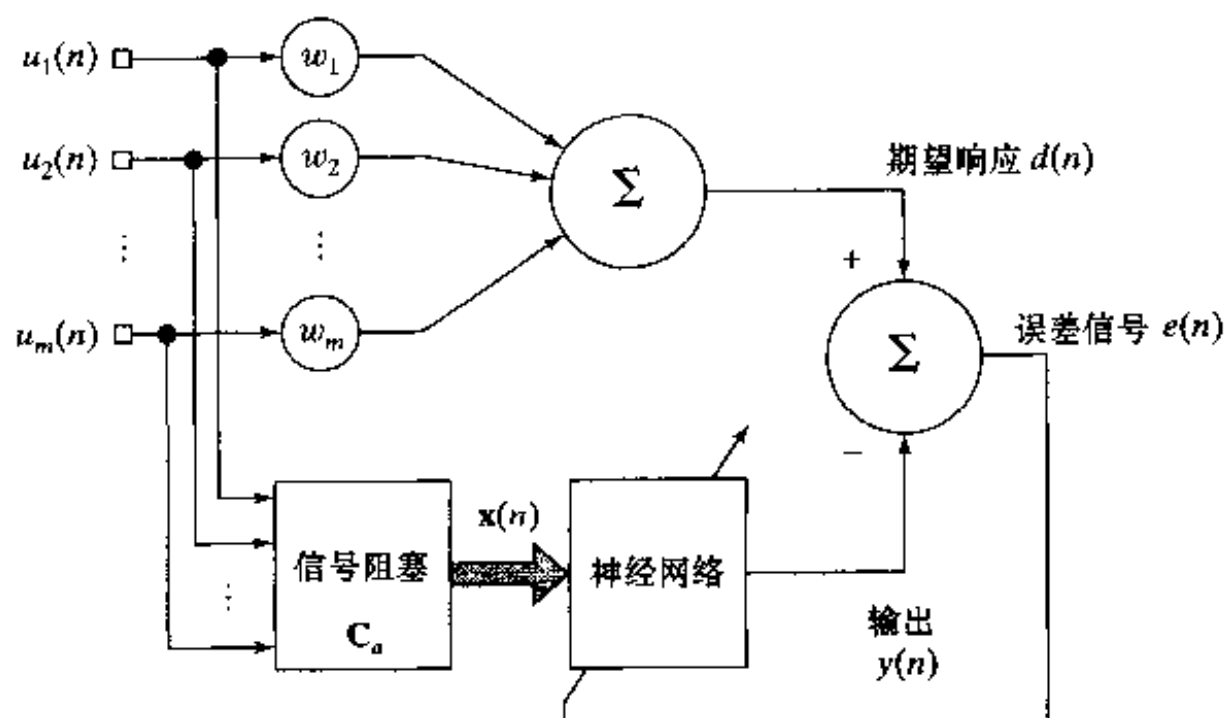 u₁(n)
w₁
u₂(n)
w₂
⋮
⋮
Σ
期望响应 d(n)
+
uₘ(n)
wₘ
Σ
误差信号 e(n)
−
x(n)
信号阻塞
⋮
Cₐ
神经网络
输出
y(n)